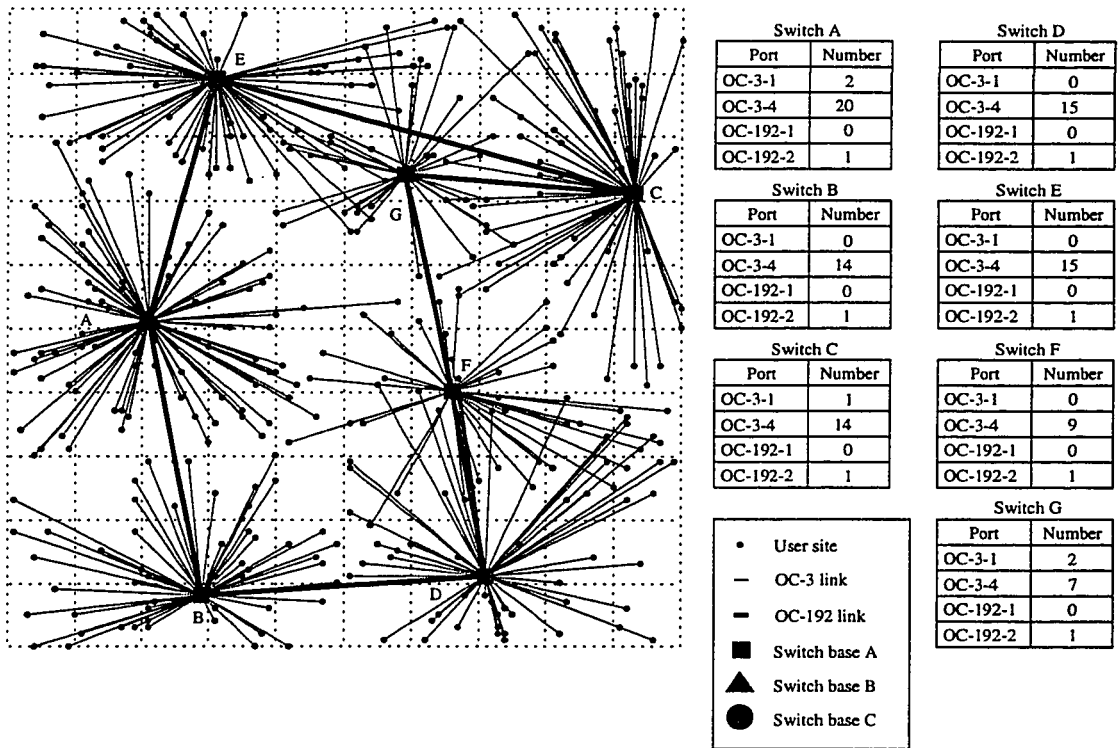 E
G
C
A
F
D
B
Switch A
Port Number
OC-3-1 2
OC-3-4 20
OC-192-1 0
OC-192-2 1
Switch B
Port Number
OC-3-1 0
OC-3-4 14
OC-192-1 0
OC-192-2 1
Switch C
Port Number
OC-3-1 1
OC-3-4 14
OC-192-1 0
OC-192-2 1
Switch D
Port Number
OC-3-1 0
OC-3-4 15
OC-192-1 0
OC-192-2 1
Switch E
Port Number
OC-3-1 0
OC-3-4 15
OC-192-1 0
OC-192-2 1
Switch F
Port Number
OC-3-1 0
OC-3-4 9
OC-192-1 0
OC-192-2 1
Switch G
Port Number
OC-3-1 2
OC-3-4 7
OC-192-1 0
OC-192-2 1
User site
OC-3 link
OC-192 link
Switch base A
Switch base B
Switch base C